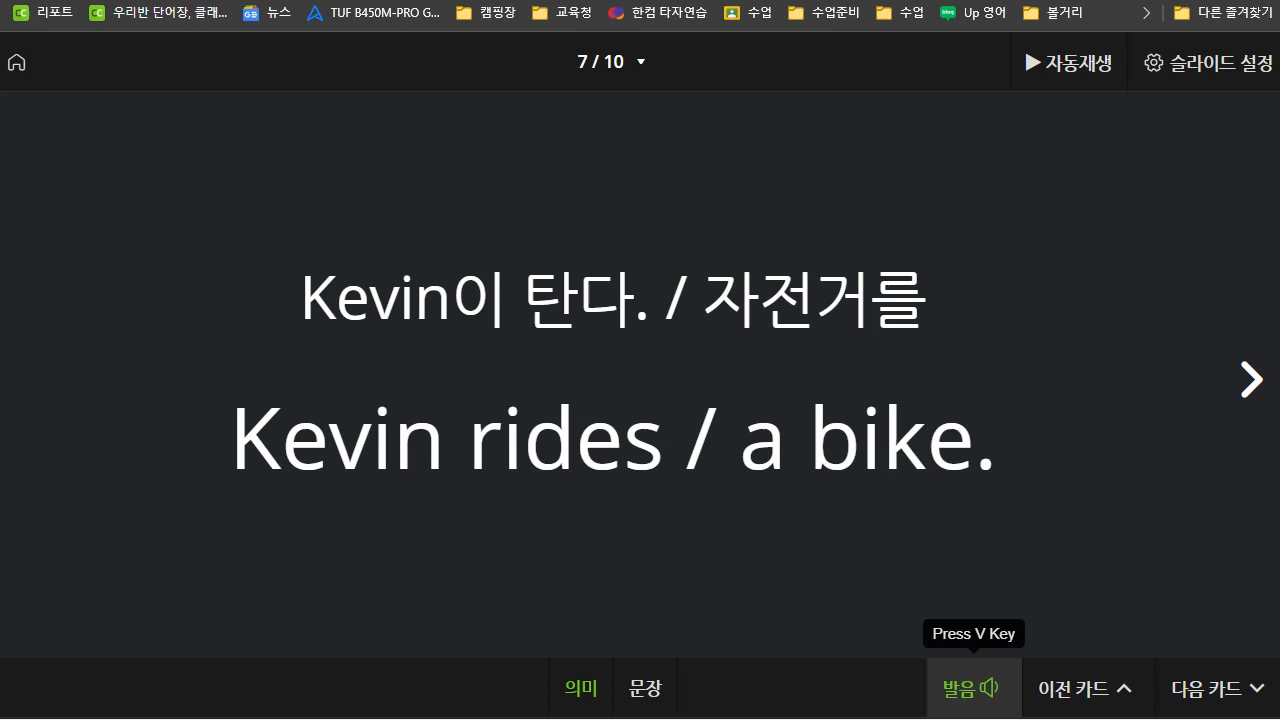 리포트 우리반 단어장, 클래... 뉴스 TUF B450M-PRO G... 캠핑장 교육청 한컴 타자연습 수업 수업준비 수업 Up 영어 볼거리 다른 즐겨찾기
7 / 10 자동재생 슬라이드 설정
Kevin이 탄다. / 자전거를
Kevin rides / a bike.
Press V Key
의미 문장 발음 이전 카드 다음 카드